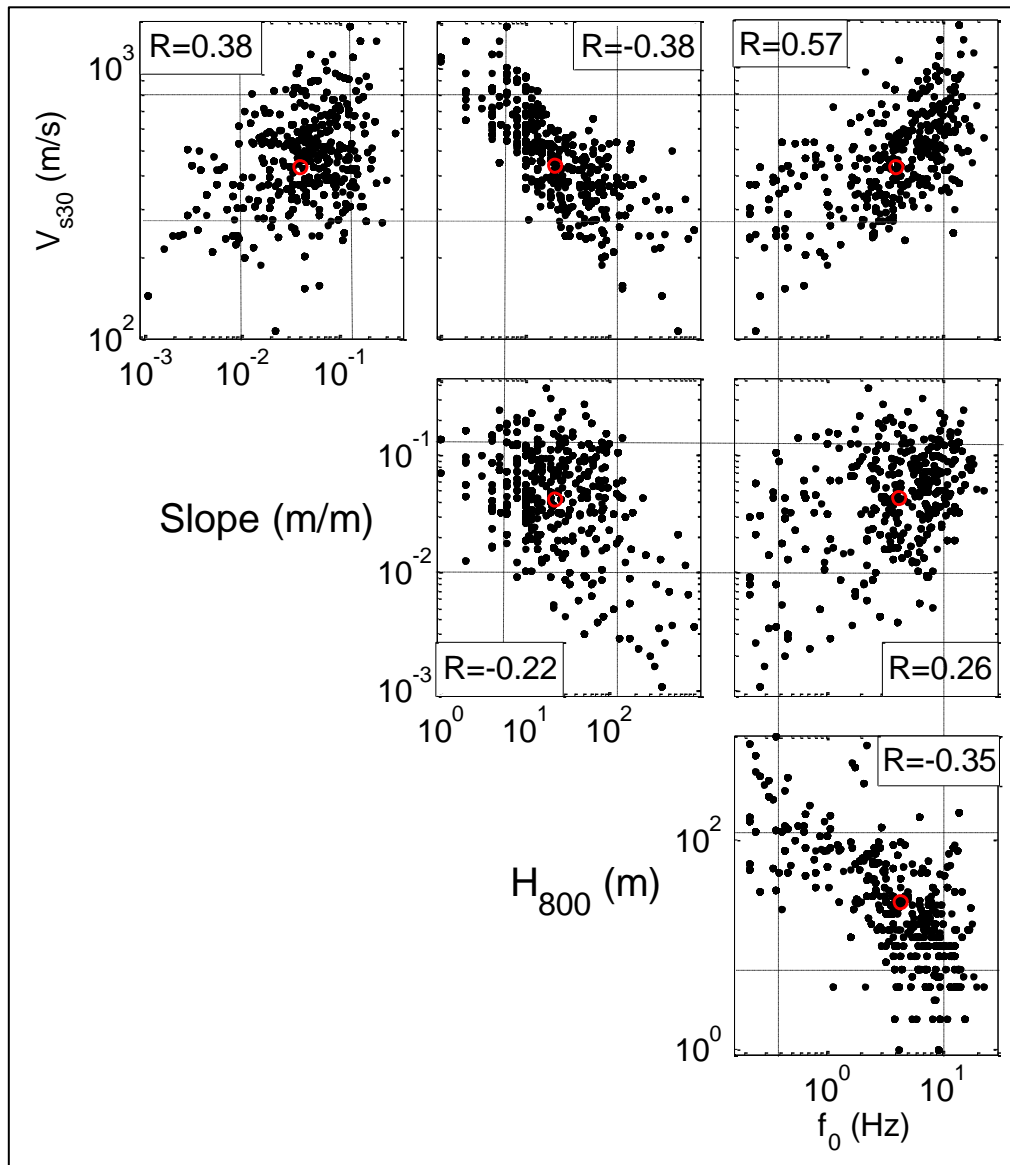 R=0.38
R=-0.38
R=0.57
10^3
V_s30 (m/s)
10^2
10^-3
10^-2
10^-1
10^-1
Slope (m/m)
10^-2
10^-3
R=-0.22
R=0.26
10^0
10^1
10^2
R=-0.35
10^2
H_800 (m)
10^0
10^0
10^1
f_0 (Hz)